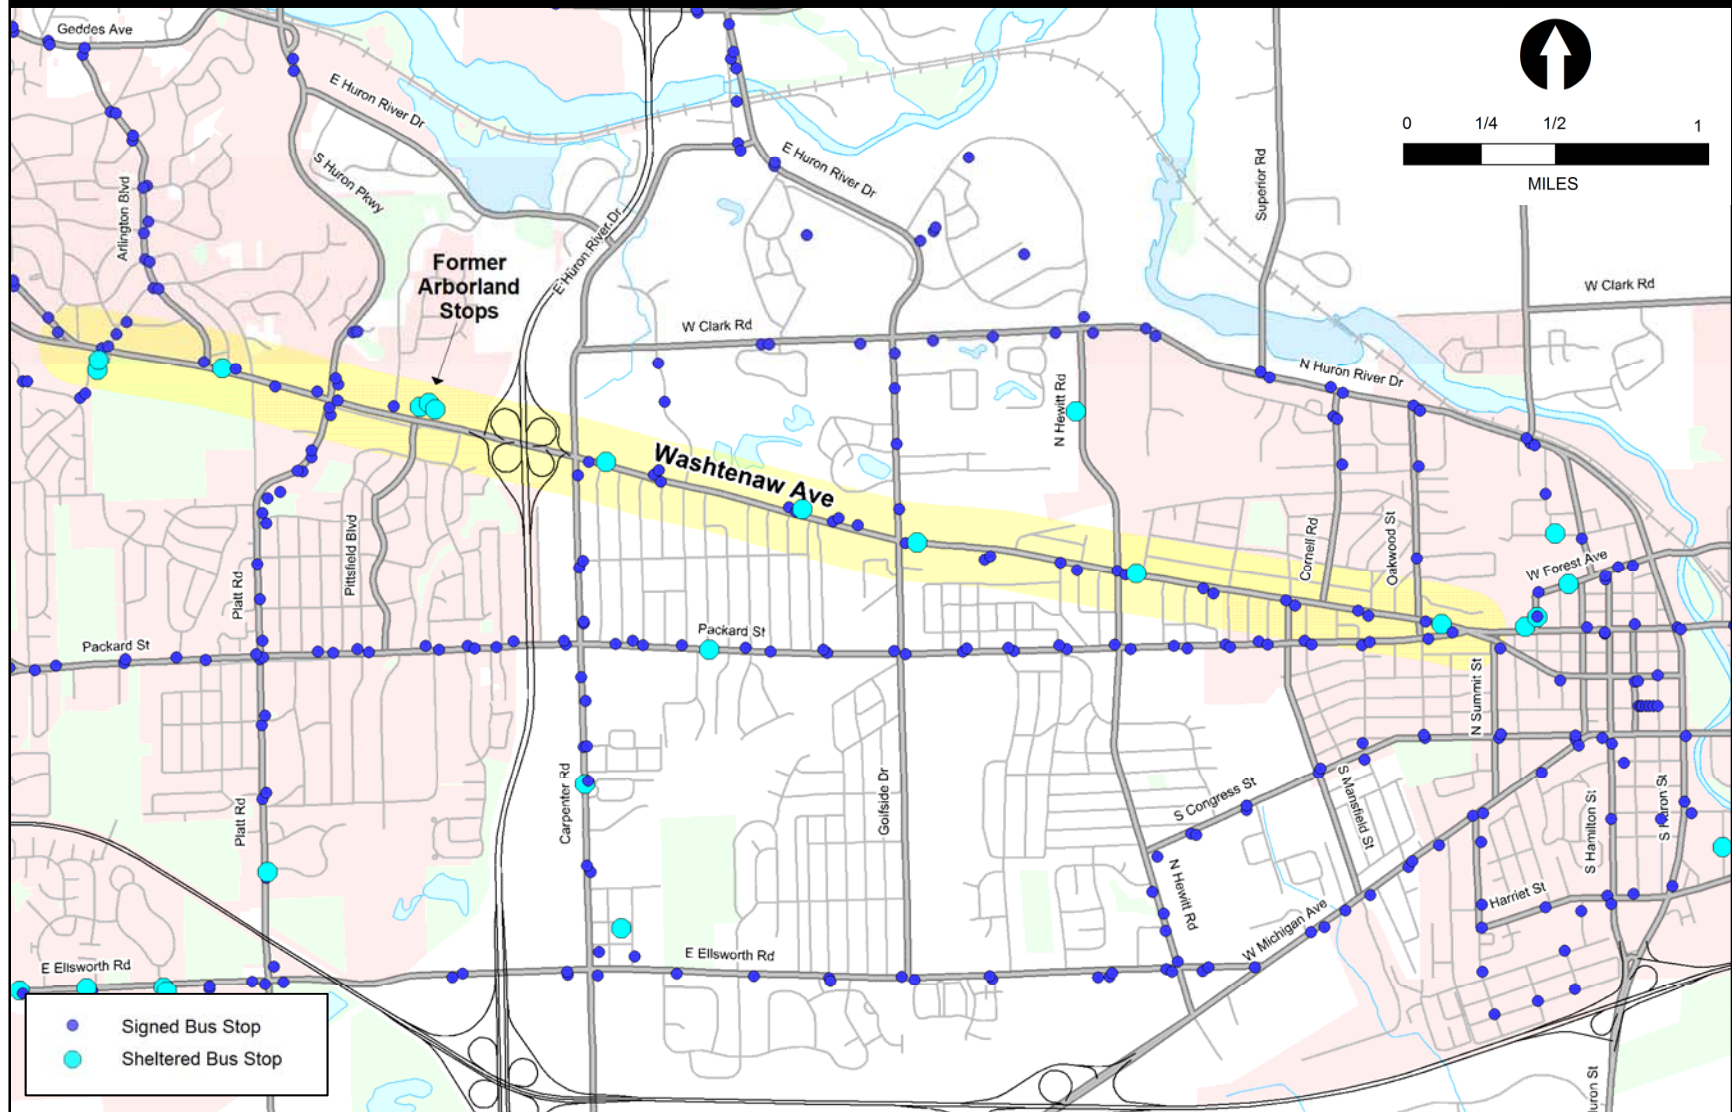 Geddes Ave
E Huron River Dr
S Huron Pkwy
Arlington Blvd
E Huron River Dr
E Huron River Dr
Superior Rd
0 1/4 1/2 1
MILES
Former
Arborland
Stops
W Clark Rd
W Clark Rd
N Huron River Dr
N Hewitt Rd
Washtenaw Ave
Cornell Rd
Oakwood St
W Forest Ave
Pittsfield Blvd
Platt Rd
Packard St
Packard St
N Summit St
Platt Rd
Carpenter Rd
Golfside Dr
S Congress St
S Mansfield St
S Hamilton St
S Huron St
N Hewitt Rd
Harriet St
W Michigan Ave
E Ellsworth Rd
E Ellsworth Rd
Signed Bus Stop
Sheltered Bus Stop